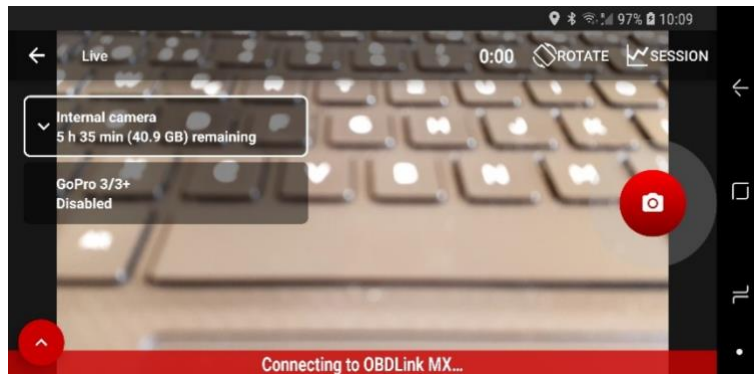 97% 10:09
Live 0:00 ROTATE SESSION
Internal camera
5 h 35 min (40.9 GB) remaining
GoPro 3/3+
Disabled
Connecting to OBDLink MX...